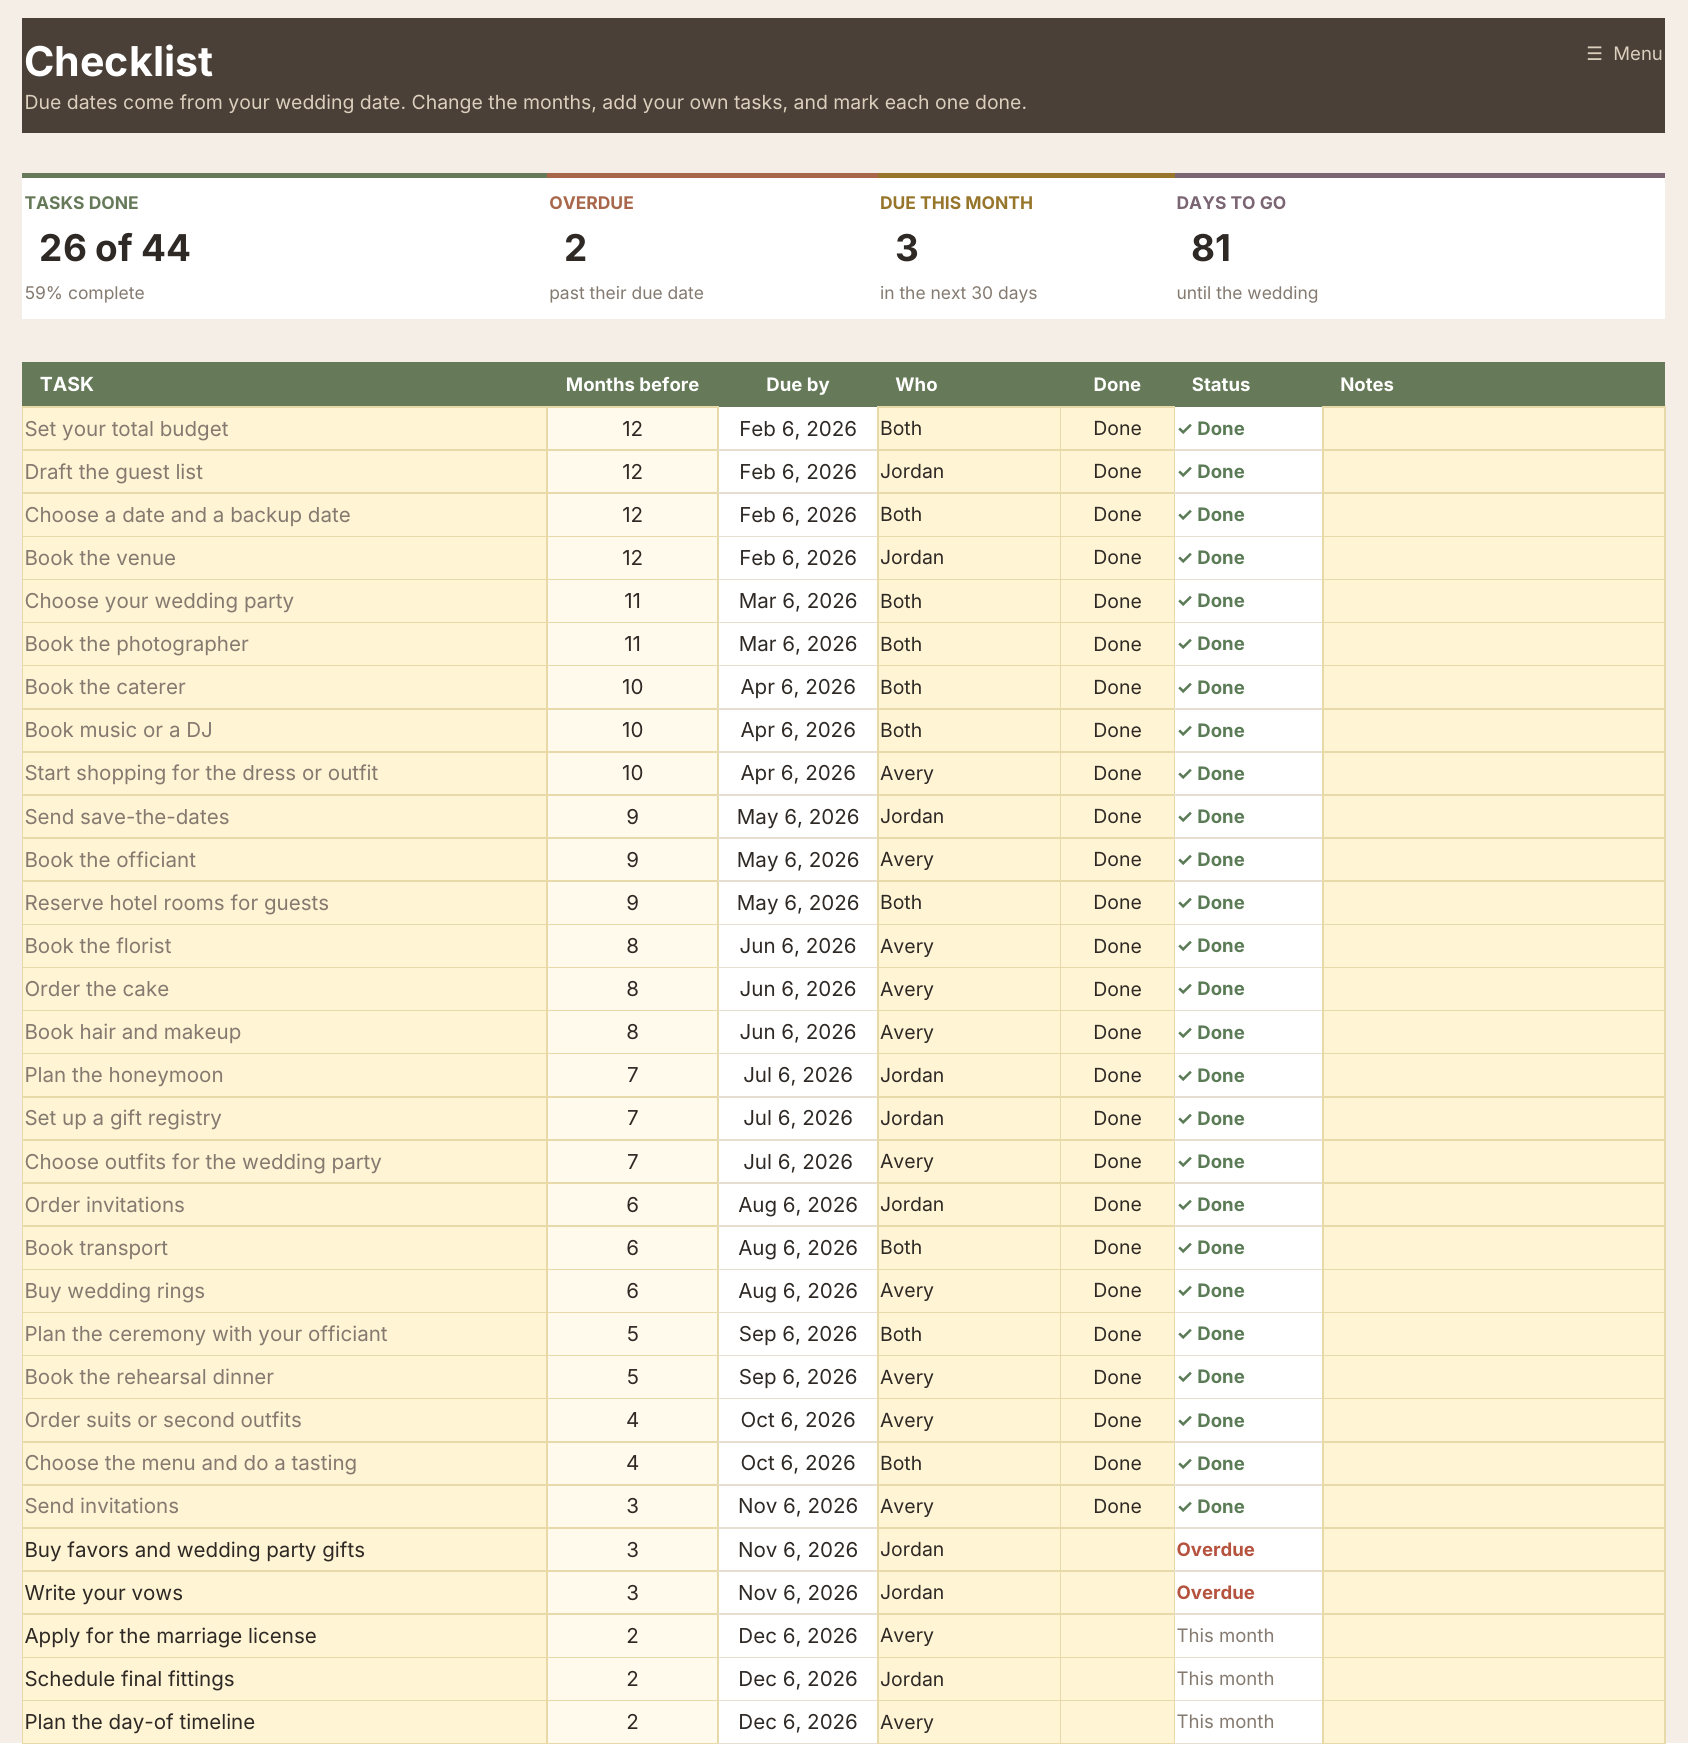 Checklist
☰ Menu
Due dates come from your wedding date. Change the months, add your own tasks, and mark each one done.
TASKS DONE OVERDUE DUE THIS MONTH DAYS TO GO
26 of 44 2 3 81
59% complete past their due date in the next 30 days until the wedding
TASK Months before Due by Who Done Status Notes
Set your total budget 12 Feb 6, 2026 Both Done ✓ Done
Draft the guest list 12 Feb 6, 2026 Jordan Done ✓ Done
Choose a date and a backup date 12 Feb 6, 2026 Both Done ✓ Done
Book the venue 12 Feb 6, 2026 Jordan Done ✓ Done
Choose your wedding party 11 Mar 6, 2026 Both Done ✓ Done
Book the photographer 11 Mar 6, 2026 Both Done ✓ Done
Book the caterer 10 Apr 6, 2026 Both Done ✓ Done
Book music or a DJ 10 Apr 6, 2026 Both Done ✓ Done
Start shopping for the dress or outfit 10 Apr 6, 2026 Avery Done ✓ Done
Send save-the-dates 9 May 6, 2026 Jordan Done ✓ Done
Book the officiant 9 May 6, 2026 Avery Done ✓ Done
Reserve hotel rooms for guests 9 May 6, 2026 Both Done ✓ Done
Book the florist 8 Jun 6, 2026 Avery Done ✓ Done
Order the cake 8 Jun 6, 2026 Avery Done ✓ Done
Book hair and makeup 8 Jun 6, 2026 Avery Done ✓ Done
Plan the honeymoon 7 Jul 6, 2026 Jordan Done ✓ Done
Set up a gift registry 7 Jul 6, 2026 Jordan Done ✓ Done
Choose outfits for the wedding party 7 Jul 6, 2026 Avery Done ✓ Done
Order invitations 6 Aug 6, 2026 Jordan Done ✓ Done
Book transport 6 Aug 6, 2026 Both Done ✓ Done
Buy wedding rings 6 Aug 6, 2026 Avery Done ✓ Done
Plan the ceremony with your officiant 5 Sep 6, 2026 Both Done ✓ Done
Book the rehearsal dinner 5 Sep 6, 2026 Avery Done ✓ Done
Order suits or second outfits 4 Oct 6, 2026 Avery Done ✓ Done
Choose the menu and do a tasting 4 Oct 6, 2026 Both Done ✓ Done
Send invitations 3 Nov 6, 2026 Avery Done ✓ Done
Buy favors and wedding party gifts 3 Nov 6, 2026 Jordan Overdue
Write your vows 3 Nov 6, 2026 Jordan Overdue
Apply for the marriage license 2 Dec 6, 2026 Avery This month
Schedule final fittings 2 Dec 6, 2026 Jordan This month
Plan the day-of timeline 2 Dec 6, 2026 Avery This month